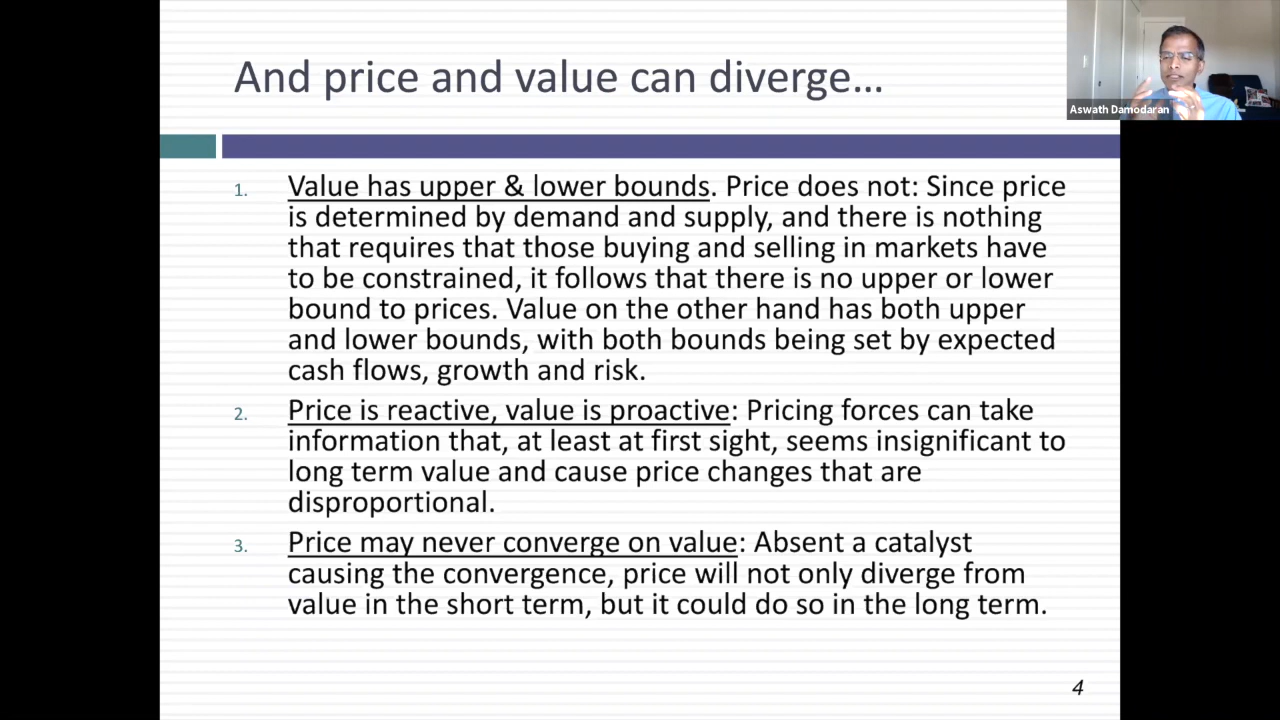 And price and value can diverge…
Aswath Damodaran
1. Value has upper & lower bounds. Price does not: Since price
is determined by demand and supply, and there is nothing
that requires that those buying and selling in markets have
to be constrained, it follows that there is no upper or lower
bound to prices. Value on the other hand has both upper
and lower bounds, with both bounds being set by expected
cash flows, growth and risk.
2. Price is reactive, value is proactive: Pricing forces can take
information that, at least at first sight, seems insignificant to
long term value and cause price changes that are
disproportional.
3. Price may never converge on value: Absent a catalyst
causing the convergence, price will not only diverge from
value in the short term, but it could do so in the long term.
4